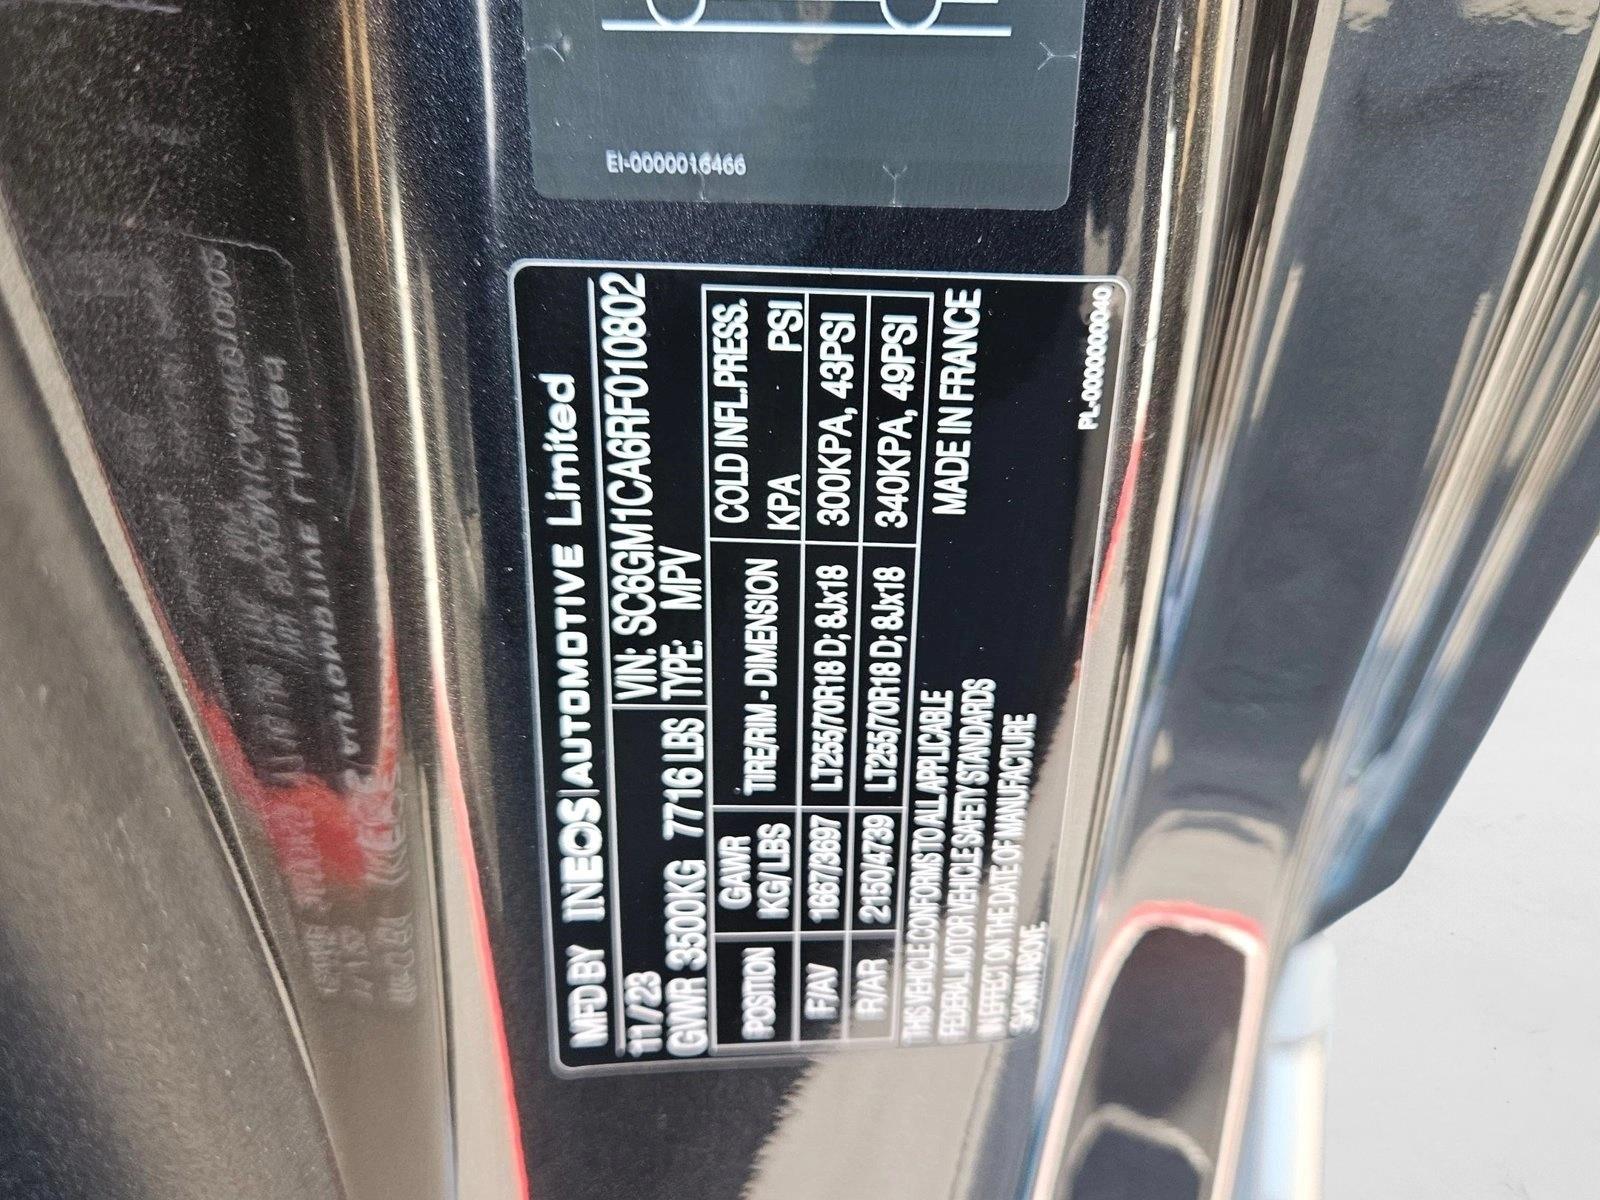 EI-0000016466
MFD BY INEOS|AUTOMOTIVE Limited
11/23 VIN: SC6GM1CA6RF010802
GVWR 3500KG 7716 LBS TYPE: MPV
POSITION GAWR KG/LBS TIRE/RIM - DIMENSION COLD INFL.PRESS. KPA PSI
F/AV 1667/3697 LT255/70R18 D; 8Jx18 300KPA, 43PSI
R/AR 2150/4739 LT255/70R18 D; 8Jx18 340KPA, 49PSI
THIS VEHICLE CONFORMS TO ALL APPLICABLE MADE IN FRANCE
FEDERAL MOTOR VEHICLE SAFETY STANDARDS
IN EFFECT ON THE DATE OF MANUFACTURE
SHOWN ABOVE
PL-0000000040